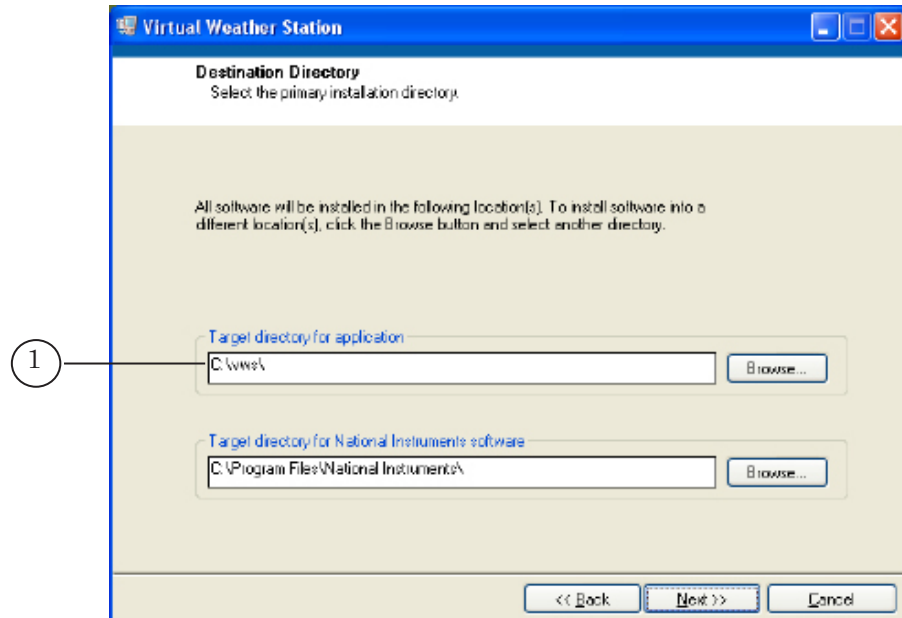 Virtual Weather Station
Destination Directory
Select the primary installation directory.
All software will be installed in the following location(s). To install software into a
different location(s), click the Browse button and select another directory.
Target directory for application
1
C:\vws\
Browse...
Target directory for National Instruments software
C:\Program Files\National Instruments\
Browse...
<< Back
Next >>
Cancel